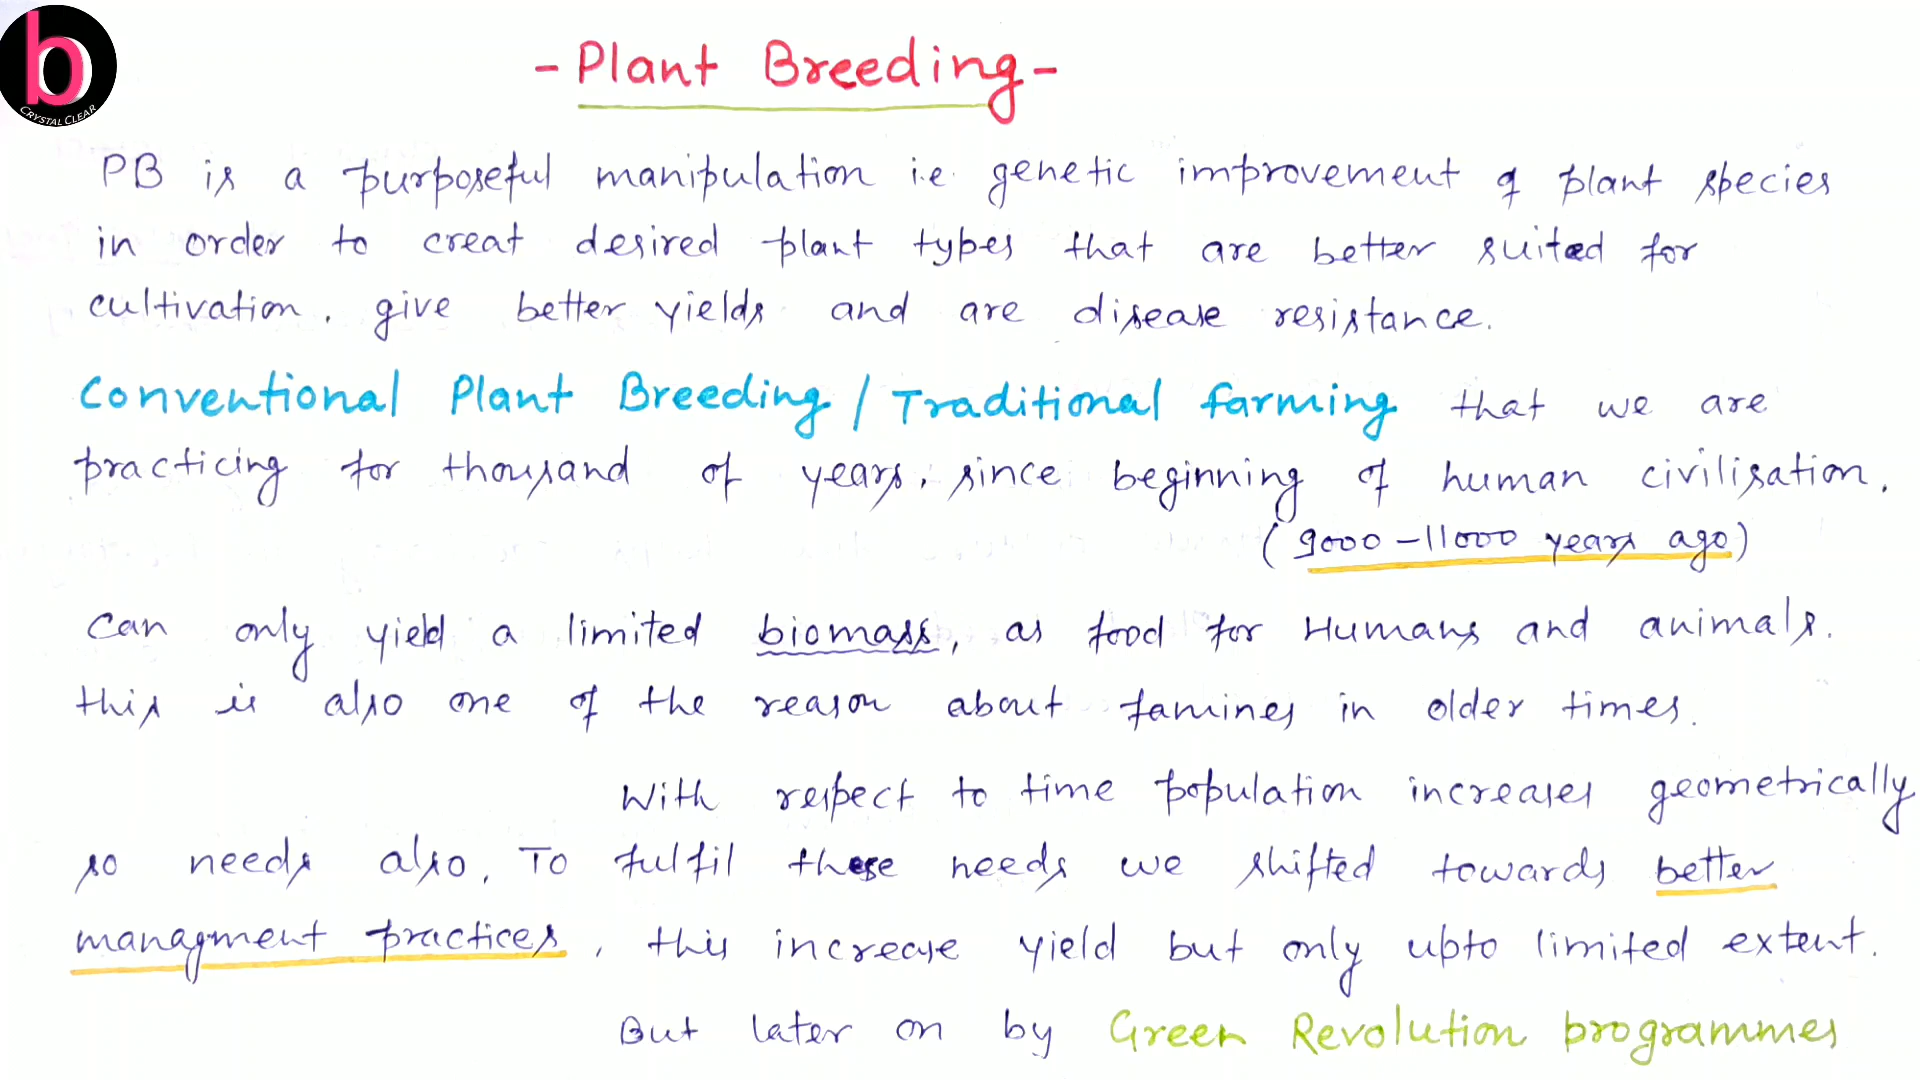 b
CRYSTAL CLEAR
- Plant Breeding -
PB is a purposeful manipulation i.e. genetic improvement of plant species
in order to creat desired plant types that are better suited for
cultivation, give better yields and are disease resistance.
Conventional Plant Breeding / Traditional farming that we are
practicing for thousand of years, since beginning of human civilisation.
(9000-11000 years ago)
Can only yield a limited biomass, as food for Humans and animals.
this is also one of the reason about famines in older times.
With respect to time population increases geometrically
so needs also. To fulfil these needs we shifted towards better
managment practices, this increase yield but only upto limited extent.
But later on by Green Revolution programmes